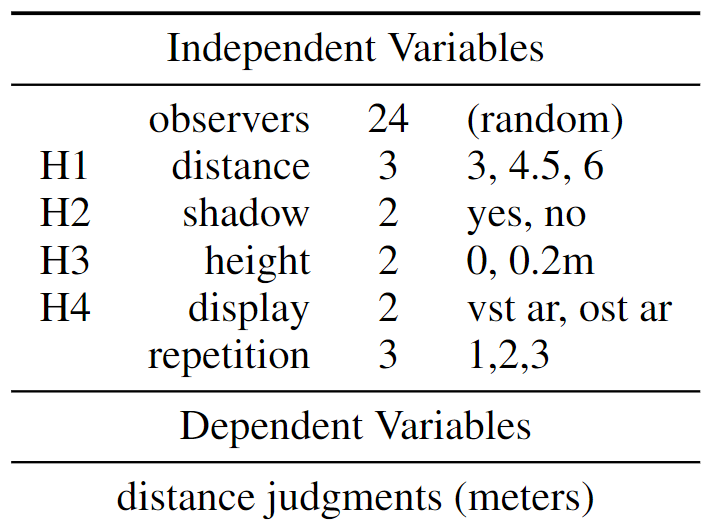 Independent Variables
observers 24 (random)
H1 distance 3 3, 4.5, 6
H2 shadow 2 yes, no
H3 height 2 0, 0.2m
H4 display 2 vst ar, ost ar
repetition 3 1,2,3
Dependent Variables
distance judgments (meters)